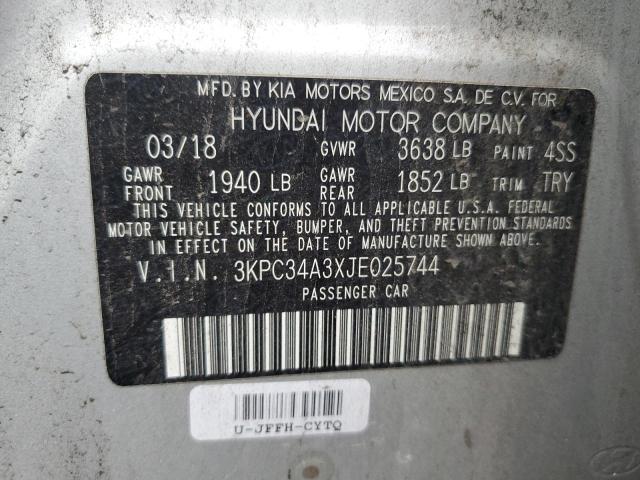 MFD. BY KIA MOTORS MEXICO S.A. DE C.V. FOR
HYUNDAI MOTOR COMPANY
03/18 GVWR 3638 LB PAINT 4SS
GAWR FRONT 1940 LB GAWR REAR 1852 LB TRIM TRY
THIS VEHICLE CONFORMS TO ALL APPLICABLE U.S.A. FEDERAL
MOTOR VEHICLE SAFETY, BUMPER, AND THEFT PREVENTION STANDARDS
IN EFFECT ON THE DATE OF MANUFACTURE SHOWN ABOVE.
V.I.N. 3KPC34A3XJE025744
PASSENGER CAR
U-JFFH-CYTQ